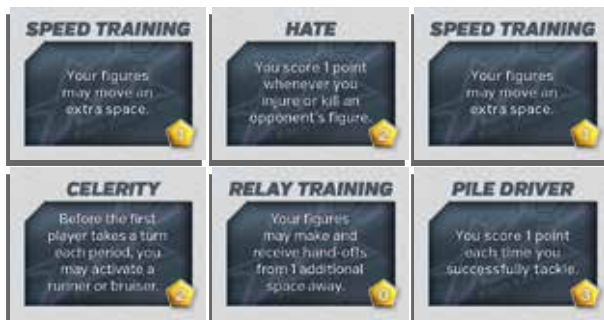 SPEED TRAINING
Your figures
may move an
extra space.
HATE
You score 1 point
whenever you
injure or kill an
opponent's figure.
2
SPEED TRAINING
Your figures
may move an
extra space.
CELERITY
Before the first
player takes a turn
each period, you
may activate a
runner or bruiser.
2
RELAY TRAINING
Your figures
may make and
receive hand-offs
from 1 additional
space away.
PILE DRIVER
You score 1 point
each time you
successfully tackle.
3